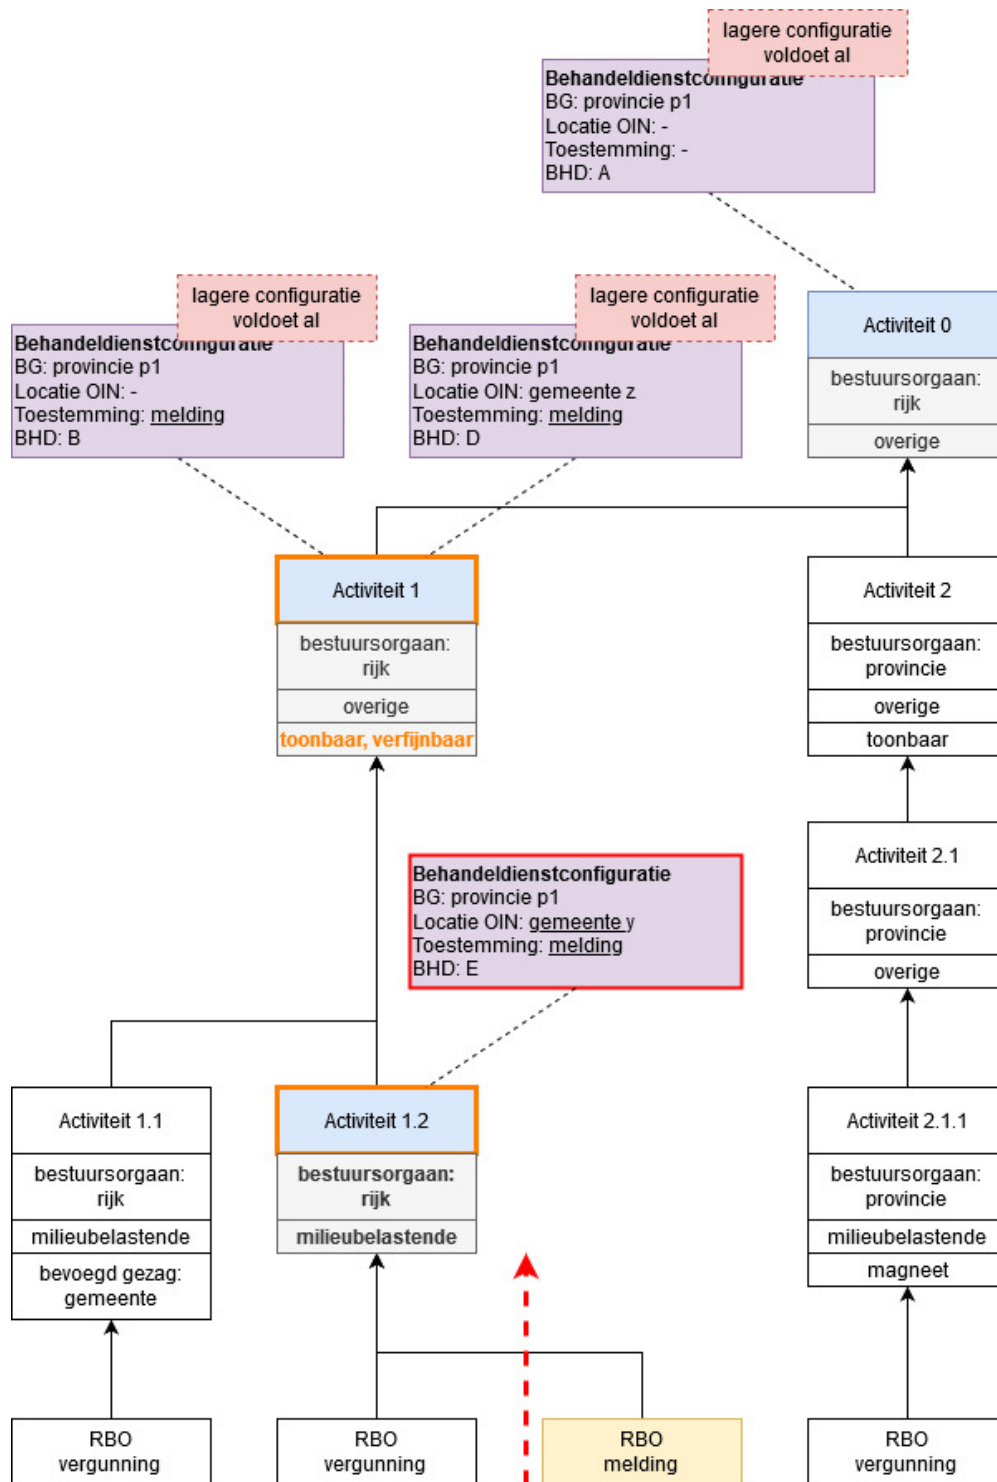 lagere configuratie
voldoet al
Behandeldienstconfiguratie
BG: provincie p1
Locatie OIN: -
Toestemming: -
BHD: A
lagere configuratie
voldoet al
Behandeldienstconfiguratie
BG: provincie p1
Locatie OIN: -
Toestemming: melding
BHD: B
lagere configuratie
voldoet al
Behandeldienstconfiguratie
BG: provincie p1
Locatie OIN: gemeente z
Toestemming: melding
BHD: D
Activiteit 0
bestuursorgaan:
rijk
overige
Activiteit 1
bestuursorgaan:
rijk
overige
toonbaar, verfijnbaar
Activiteit 2
bestuursorgaan:
provincie
overige
toonbaar
Behandeldienstconfiguratie
BG: provincie p1
Locatie OIN: gemeente y
Toestemming: melding
BHD: E
Activiteit 2.1
bestuursorgaan:
provincie
overige
Activiteit 1.1
bestuursorgaan:
rijk
milieubelastende
bevoegd gezag:
gemeente
Activiteit 1.2
bestuursorgaan:
rijk
milieubelastende
Activiteit 2.1.1
bestuursorgaan:
provincie
milieubelastende
magneet
RBO
vergunning
RBO
vergunning
RBO
melding
RBO
vergunning